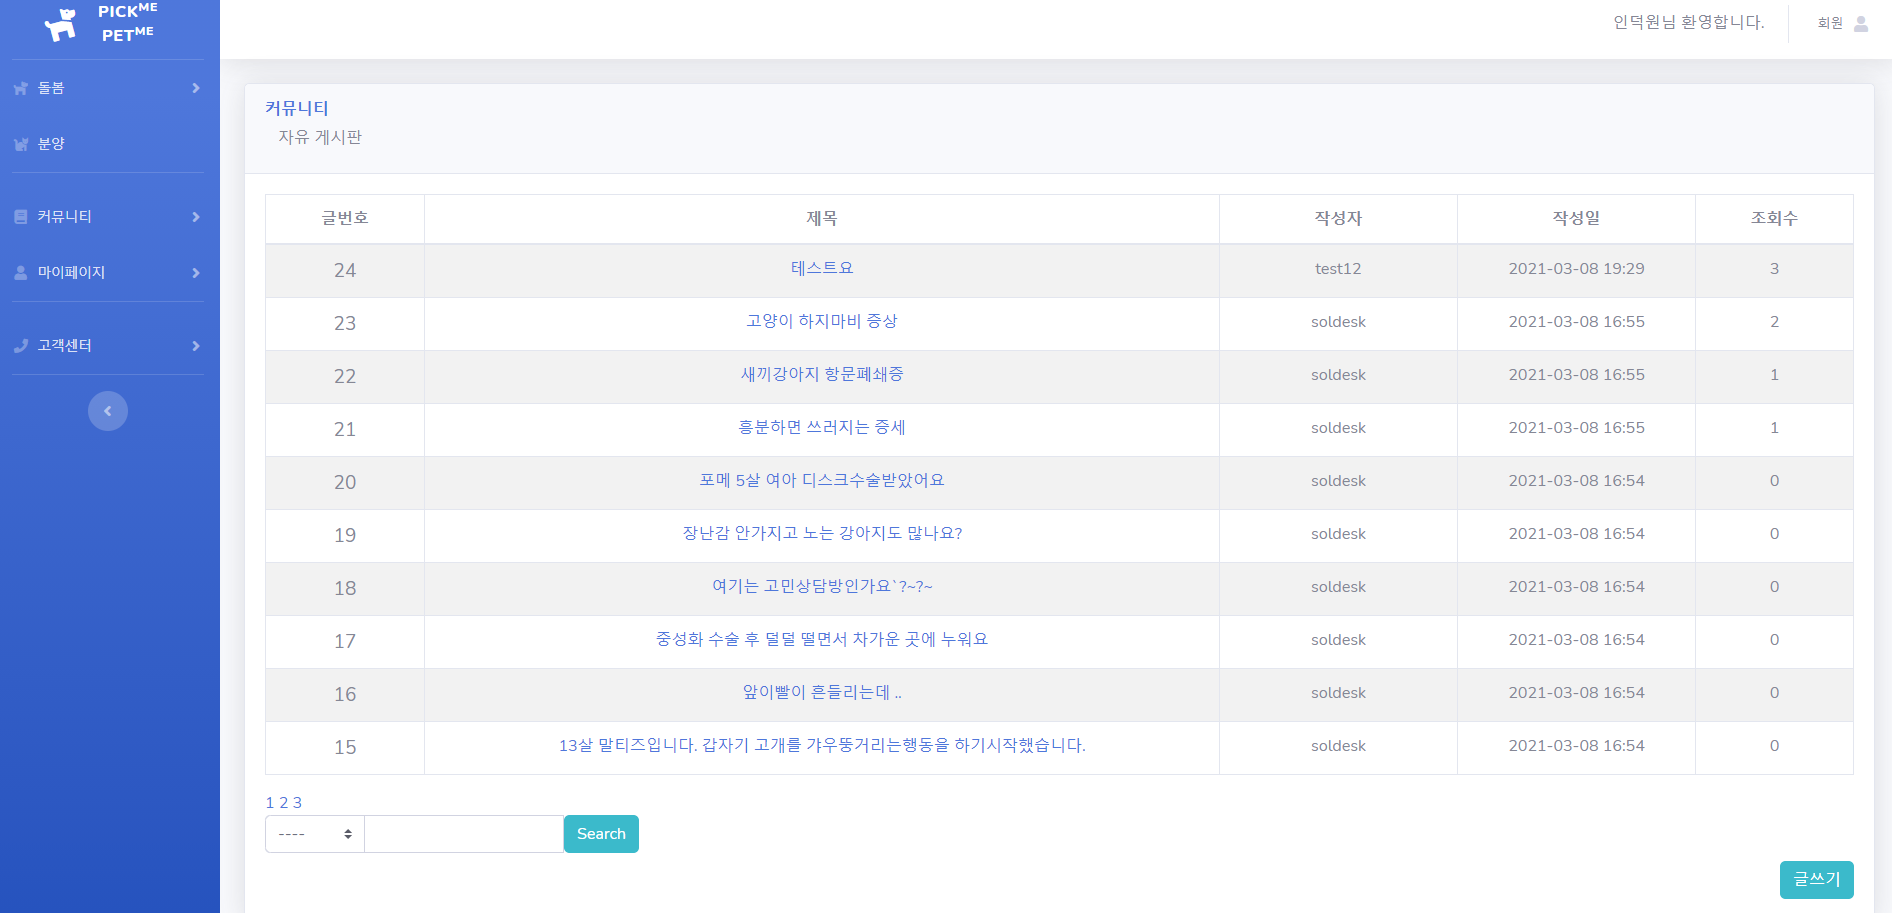 PICKME
PETME
인덕원님 환영합니다.
회원
돌봄
분양
커뮤니티
마이페이지
고객센터
커뮤니티
자유 게시판
글번호 제목 작성자 작성일 조회수
24 테스트요 test12 2021-03-08 19:29 3
23 고양이 하지마비 증상 soldesk 2021-03-08 16:55 2
22 새끼강아지 항문폐쇄증 soldesk 2021-03-08 16:55 1
21 흥분하면 쓰러지는 증세 soldesk 2021-03-08 16:55 1
20 포메 5살 여아 디스크수술받았어요 soldesk 2021-03-08 16:54 0
19 장난감 안가지고 노는 강아지도 많나요? soldesk 2021-03-08 16:54 0
18 여기는 고민상담방인가요`?~?~ soldesk 2021-03-08 16:54 0
17 중성화 수술 후 덜덜 떨면서 차가운 곳에 누워요 soldesk 2021-03-08 16:54 0
16 앞이빨이 흔들리는데 .. soldesk 2021-03-08 16:54 0
15 13살 말티즈입니다. 갑자기 고개를 갸우뚱거리는행동을 하기시작했습니다. soldesk 2021-03-08 16:54 0
1 2 3
---- Search
글쓰기